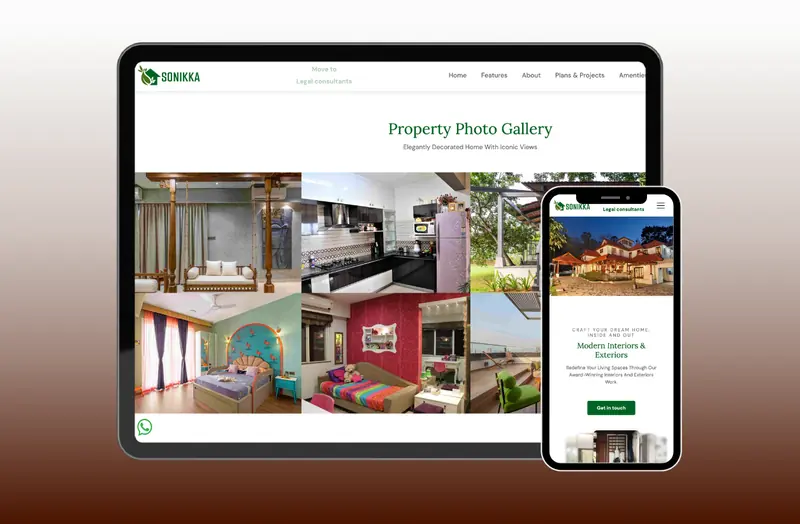 SONIKKA
Move to
Legal consultants
Home
Features
About
Plans & Projects
Amenties
Property Photo Gallery
Elegantly Decorated Home With Iconic Views
SONIKKA
Legal consultants
CRAFT YOUR DREAM HOME,
INSIDE AND OUT
Modern Interiors &
Exteriors
Redefine Your Living Spaces Through Our
Award-Winning Interiors And Exteriors
Work.
Get in touch